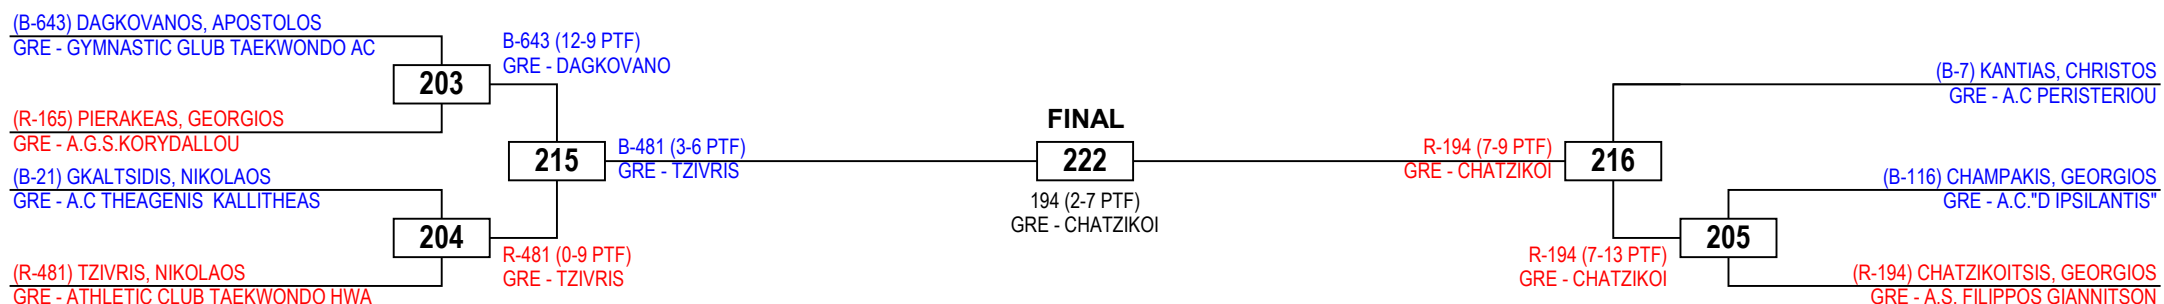 (B-643) DAGKOVANOS, APOSTOLOS
GRE - GYMNASTIC GLUB TAEKWONDO AC
203
(R-165) PIERAKEAS, GEORGIOS
GRE - A.G.S.KORYDALLOU
(B-21) GKALTSIDIS, NIKOLAOS
GRE - A.C THEAGENIS  KALLITHEAS
204
(R-481) TZIVRIS, NIKOLAOS
GRE - ATHLETIC CLUB TAEKWONDO HWA
B-643 (12-9 PTF)
GRE - DAGKOVANO
215
R-481 (0-9 PTF)
GRE - TZIVRIS
B-481 (3-6 PTF)
GRE - TZIVRIS
FINAL
222
194 (2-7 PTF)
GRE - CHATZIKOI
R-194 (7-9 PTF)
GRE - CHATZIKOI
216
R-194 (7-13 PTF)
GRE - CHATZIKOI
(B-7) KANTIAS, CHRISTOS
GRE - A.C PERISTERIOU
(B-116) CHAMPAKIS, GEORGIOS
GRE - A.C."D IPSILANTIS"
205
(R-194) CHATZIKOITSIS, GEORGIOS
GRE - A.S. FILIPPOS GIANNITSON